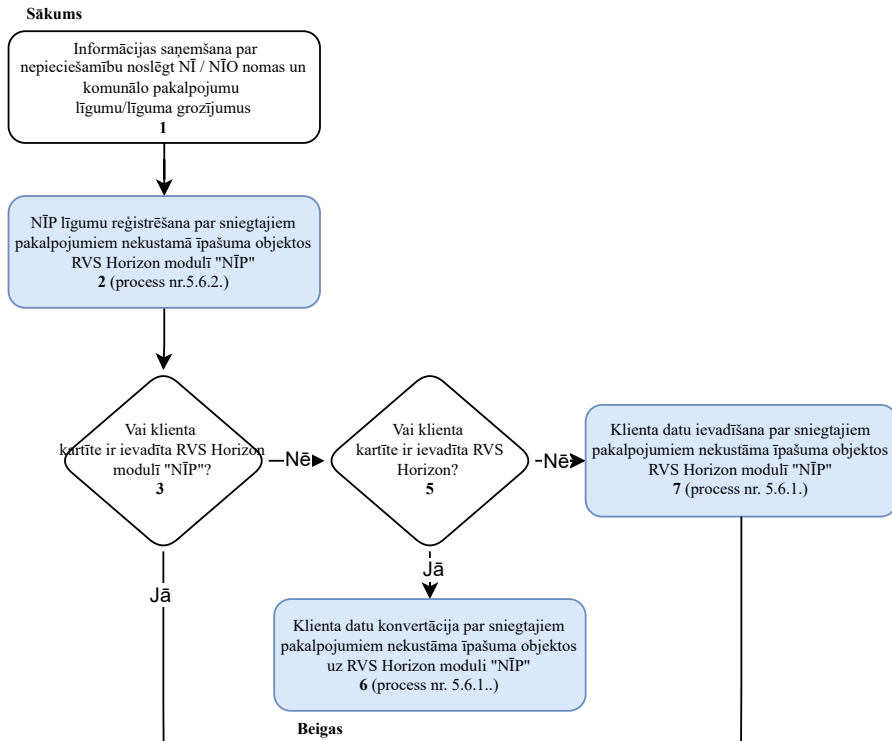 Sākums
Informācijas saņemšana par
nepieciešamību noslēgt NĪ / NĪO nomas un
komunālo pakalpojumu
līgumu/līguma grozījumus
1
NĪP līgumu reģistrēšana par sniegtajiem
pakalpojumiem nekustamā īpašuma objektos
RVS Horizon modulī "NĪP"
2 (process nr.5.6.2.)
Vai klienta
kartīte ir ievadīta RVS Horizon
modulī "NĪP"?
3
Nē
Vai klienta
kartīte ir ievadīta RVS
Horizon?
5
Nē
Klienta datu ievadīšana par sniegtajiem
pakalpojumiem nekustāma īpašuma objektos
RVS Horizon modulī "NĪP"
7 (process nr. 5.6.1.)
Jā
Jā
Klienta datu konvertācija par sniegtajiem
pakalpojumiem nekustāma īpašuma objektos
uz RVS Horizon moduli "NĪP"
6 (process nr. 5.6.1..)
Beigas